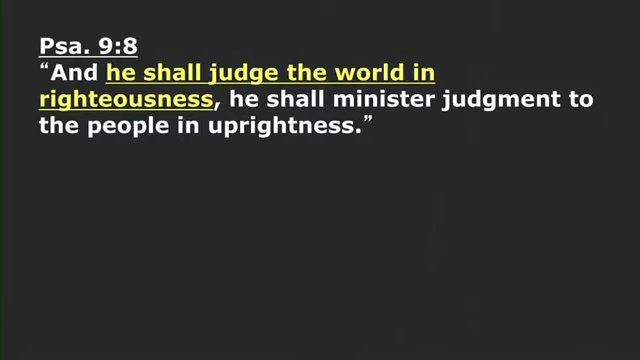 Psa. 9:8
“And he shall judge the world in
righteousness, he shall minister judgment to
the people in uprightness.”